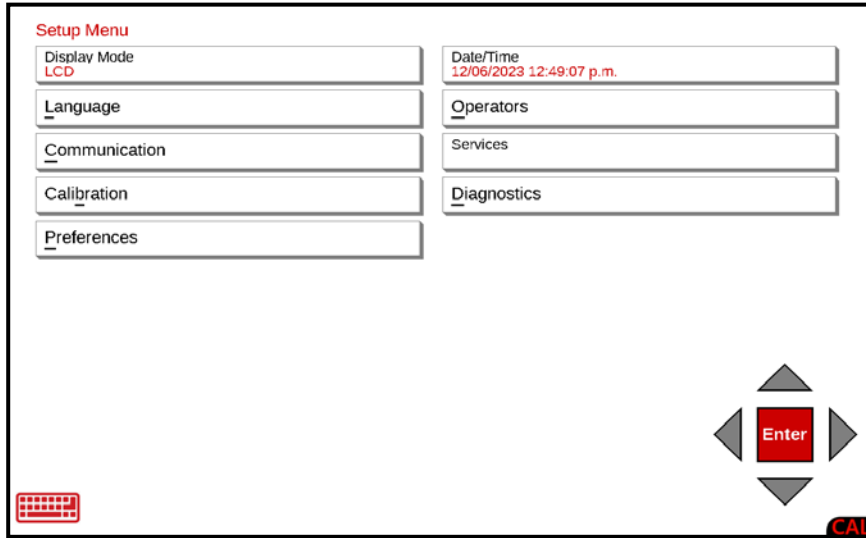 Setup Menu
Display Mode
LCD
Date/Time
12/06/2023 12:49:07 p.m.
Language
Operators
Communication
Services
Calibration
Diagnostics
Preferences
Enter
CAL